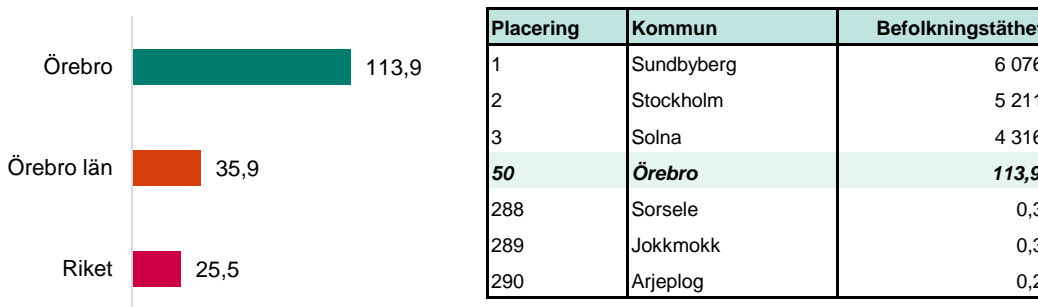 Örebro 113,9
Örebro län 35,9
Riket 25,5
Placering Kommun Befolkningstäthet
1 Sundbyberg 6 076
2 Stockholm 5 211
3 Solna 4 316
50 Örebro 113,9
288 Sorsele 0,3
289 Jokkmokk 0,3
290 Arjeplog 0,2